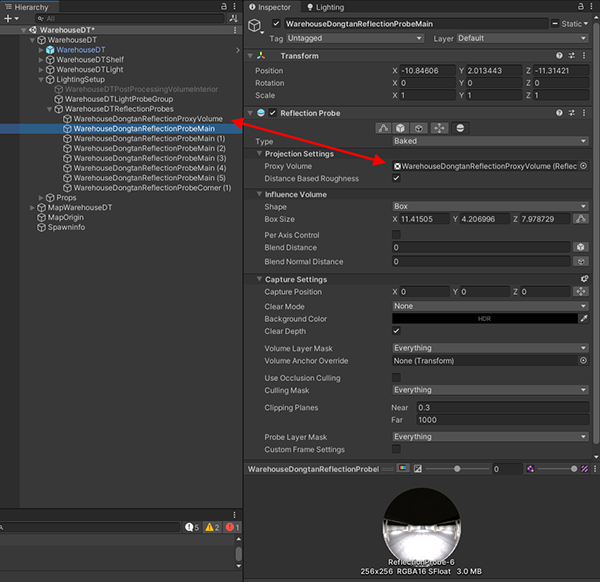 Hierarchy
All
WarehouseDT*
WarehouseDT
WarehouseDT
WarehouseDTShelf
WarehouseDTLight
LightingSetup
WarehouseDTPostProcessingVolumeInterior
WarehouseDTLightProbeGroup
WarehouseDTReflectionProbes
WarehouseDongtanReflectionProxyVolume
WarehouseDongtanReflectionProbeMain
WarehouseDongtanReflectionProbeMain (1)
WarehouseDongtanReflectionProbeMain (2)
WarehouseDongtanReflectionProbeMain (3)
WarehouseDongtanReflectionProbeMain (4)
WarehouseDongtanReflectionProbeMain (5)
WarehouseDongtanReflectionProbeCorner (1)
Props
MapWarehouseDT
MapOrigin
SpawnInfo
5 2 1
Inspector Lighting
WarehouseDongtanReflectionProbeMain Static
Tag Untagged Layer Default
Transform
Position X -10.84606 Y 2.013443 Z -11.31421
Rotation X 0 Y 0 Z 0
Scale X 1 Y 1 Z 1
Reflection Probe
Type Baked
Projection Settings
Proxy Volume WarehouseDongtanReflectionProxyVolume (Reflec
Distance Based Roughness
Influence Volume
Shape Box
Box Size X 11.41505 Y 4.206996 Z 7.978729
Per Axis Control
Blend Distance 0
Blend Normal Distance 0
Capture Settings
Capture Position X 0 Y 0 Z 0
Clear Mode None
Background Color HDR
Clear Depth
Volume Layer Mask Everything
Volume Anchor Override None (Transform)
Use Occlusion Culling
Culling Mask Everything
Clipping Planes Near 0.3
Far 1000
Probe Layer Mask Everything
Custom Frame Settings
WarehouseDongtanReflectionProbeI 0
ReflectionProbe-6
256x256 RGBA16 SFloat 3.0 MB